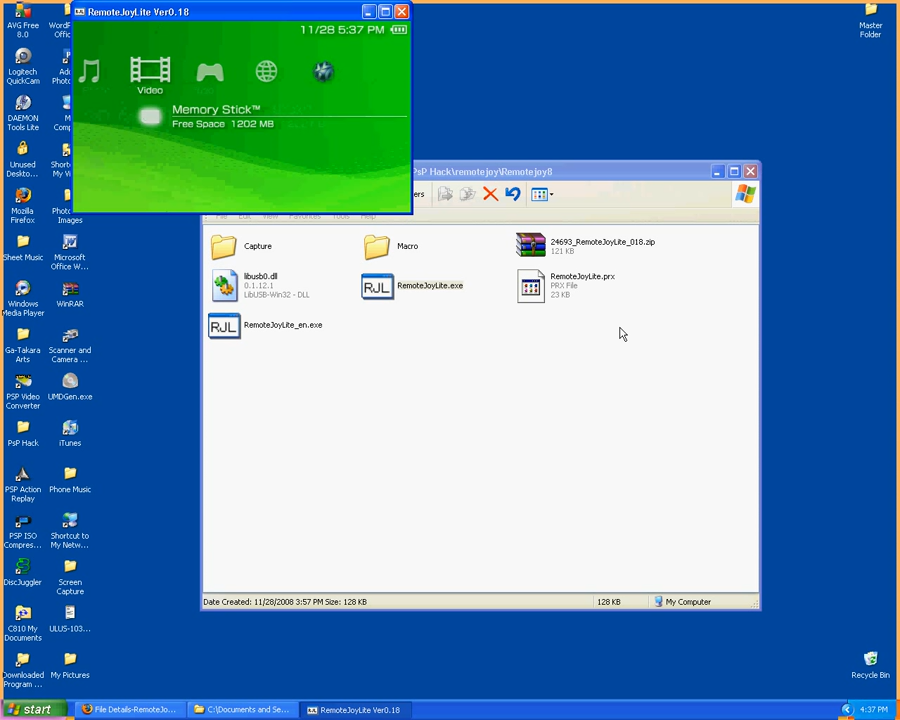 RemoteJoyLite Ver0.18
11/28 5:37 PM
Video
Memory Stick™
Free Space 1202 MB
AVG Free
8.0
Logitech
QuickCam
DAEMON
Tools Lite
Unused
Deskto...
Mozilla
Firefox
Sheet Music
Windows
Media Player
Ga-Takara
Arts
PSP Video
Converter
PsP Hack
PSP Action
Replay
PSP ISO
Compres...
DiscJuggler
C810 My
Documents
Downloaded
Program ...
Microsoft
Office W...
WinRAR
Scanner and
Camera ...
UMDGen.exe
iTunes
Phone Music
Shortcut to
My Netw...
Screen
Capture
ULUS-103...
My Pictures
Master
Folder
PsP Hack\remotejoy\Remotejoy8
Capture
Macro
24693_RemoteJoyLite_018.zip
121 KB
libusb0.dll
0.1.12.1
LibUSB-Win32 - DLL
RJL
RemoteJoyLite.exe
RemoteJoyLite.prx
PRX File
23 KB
RJL
RemoteJoyLite_en.exe
Date Created: 11/28/2008 3:57 PM Size: 128 KB
128 KB
My Computer
Recycle Bin
start
File Details-RemoteJo...
C:\Documents and Se...
RemoteJoyLite Ver0.18
4:37 PM